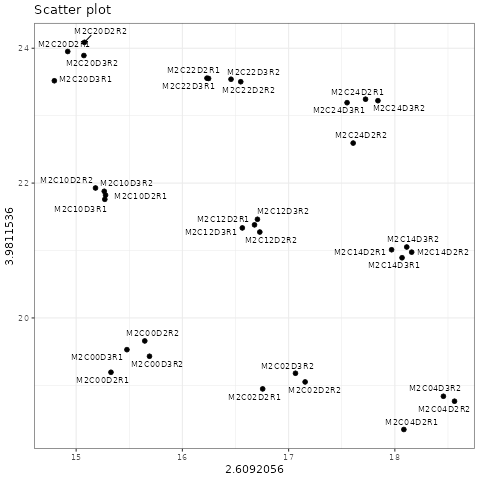 Scatter plot
M2C20D2R2
M2C20D2R1
M2C20D3R2
M2C20D3R1
M2C22D2R1
M2C22D3R2
M2C22D3R1
M2C22D2R2
M2C24D2R1
M2C24D3R1
M2C24D3R2
M2C24D2R2
M2C10D2R2
M2C10D3R2
M2C10D2R1
M2C10D3R1
M2C12D3R2
M2C12D2R1
M2C12D3R1
M2C12D2R2
M2C14D3R2
M2C14D2R1
M2C14D2R2
M2C14D3R1
M2C00D2R2
M2C00D3R1
M2C00D3R2
M2C00D2R1
M2C02D3R2
M2C02D2R2
M2C02D2R1
M2C04D3R2
M2C04D2R2
M2C04D2R1
24
22
20
3.9811536
15
16
17
18
2.6092056